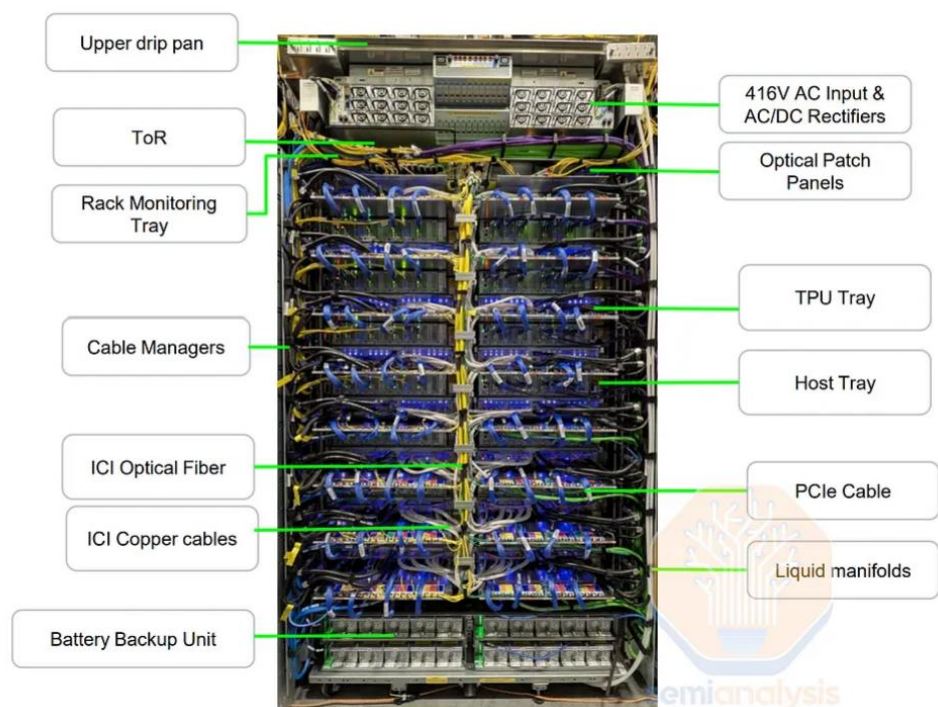 Upper drip pan
416V AC Input &
AC/DC Rectifiers
ToR
Optical Patch
Panels
Rack Monitoring
Tray
TPU Tray
Cable Managers
Host Tray
ICI Optical Fiber
PCIe Cable
ICI Copper cables
Liquid manifolds
Battery Backup Unit
semianalysis